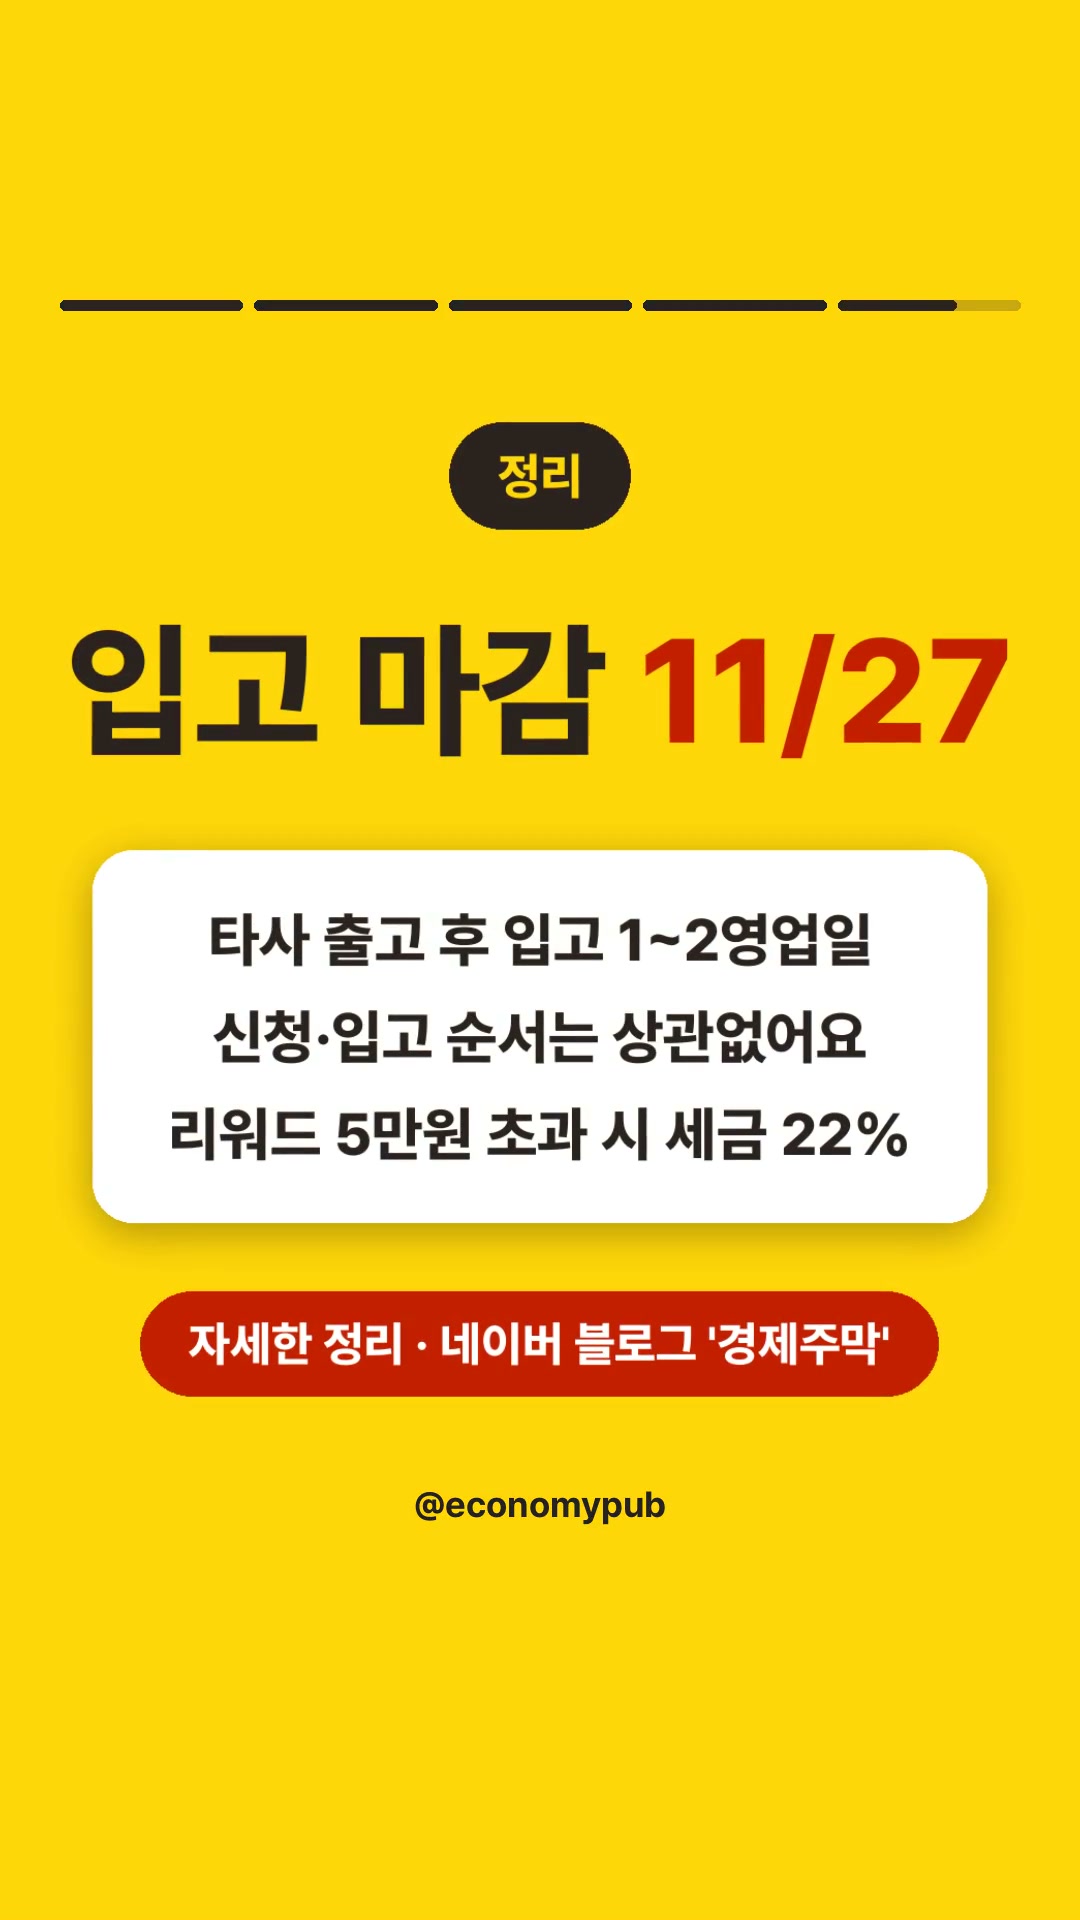 정리
입고 마감 11/27
타사 출고 후 입고 1~2영업일
신청·입고 순서는 상관없어요
리워드 5만원 초과 시 세금 22%
자세한 정리 · 네이버 블로그 '경제주막'
@economypub